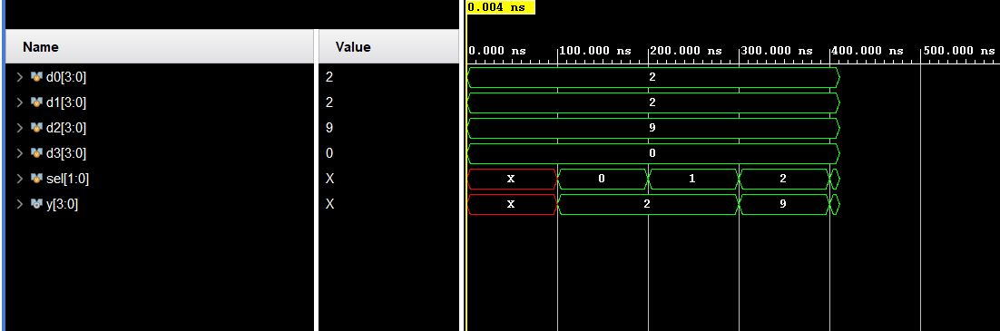 0.004 ns
Name Value
0.000 ns 100.000 ns 200.000 ns 300.000 ns 400.000 ns 500.000 ns
d0[3:0] 2 2
d1[3:0] 2 2
d2[3:0] 9 9
d3[3:0] 0 0
sel[1:0] X X 0 1 2
y[3:0] X X 2 9